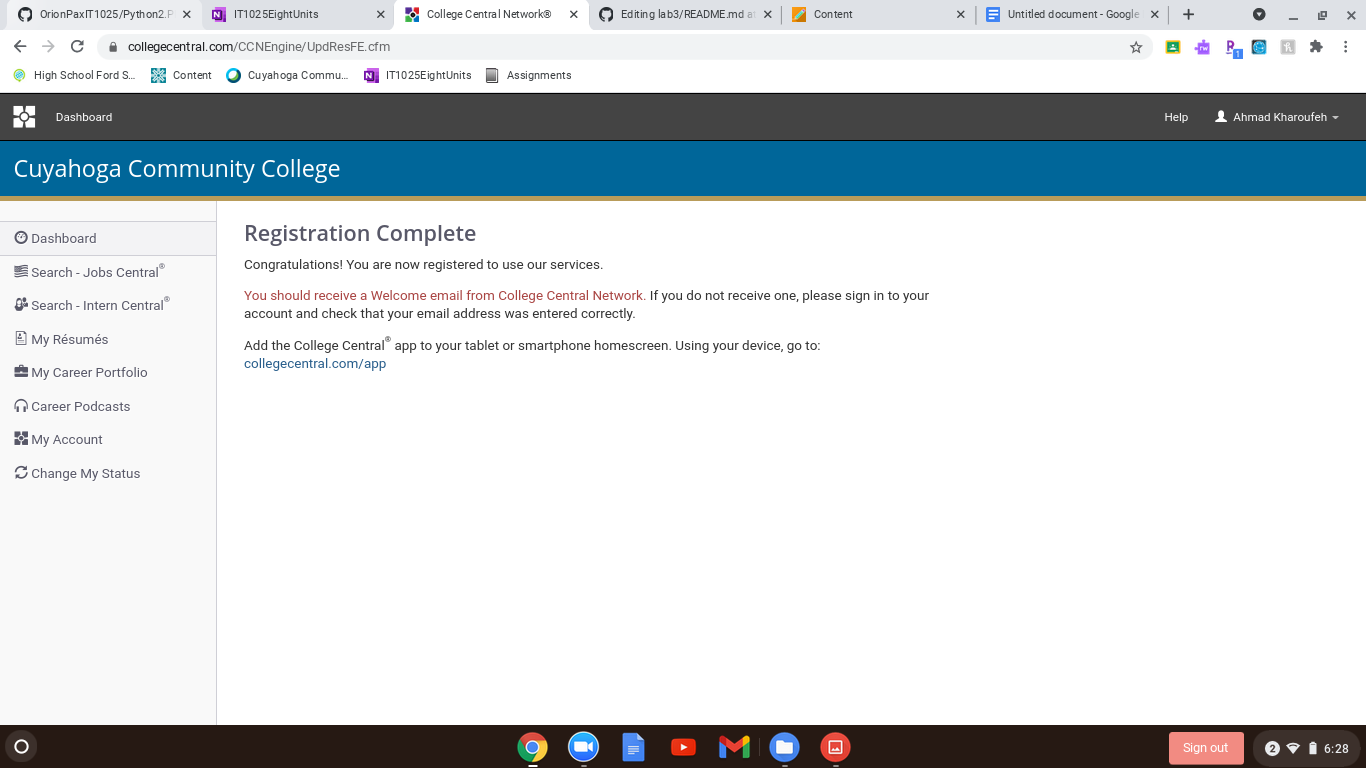 OrionPaxIT1025/Python2.P
IT1025EightUnits
College Central Network®
Editing lab3/README.md a
Content
Untitled document - Google
collegecentral.com/CCNEngine/UpdResFE.cfm
1
High School Ford S...
Content
Cuyahoga Commu...
IT1025EightUnits
Assignments
Dashboard
Help
Ahmad Kharoufeh
Cuyahoga Community College
Dashboard
Search - Jobs Central®
Search - Intern Central®
My Résumés
My Career Portfolio
Career Podcasts
My Account
Change My Status
Registration Complete
Congratulations! You are now registered to use our services.
You should receive a Welcome email from College Central Network. If you do not receive one, please sign in to your
account and check that your email address was entered correctly.
Add the College Central® app to your tablet or smartphone homescreen. Using your device, go to:
collegecentral.com/app
Sign out
2
6:28